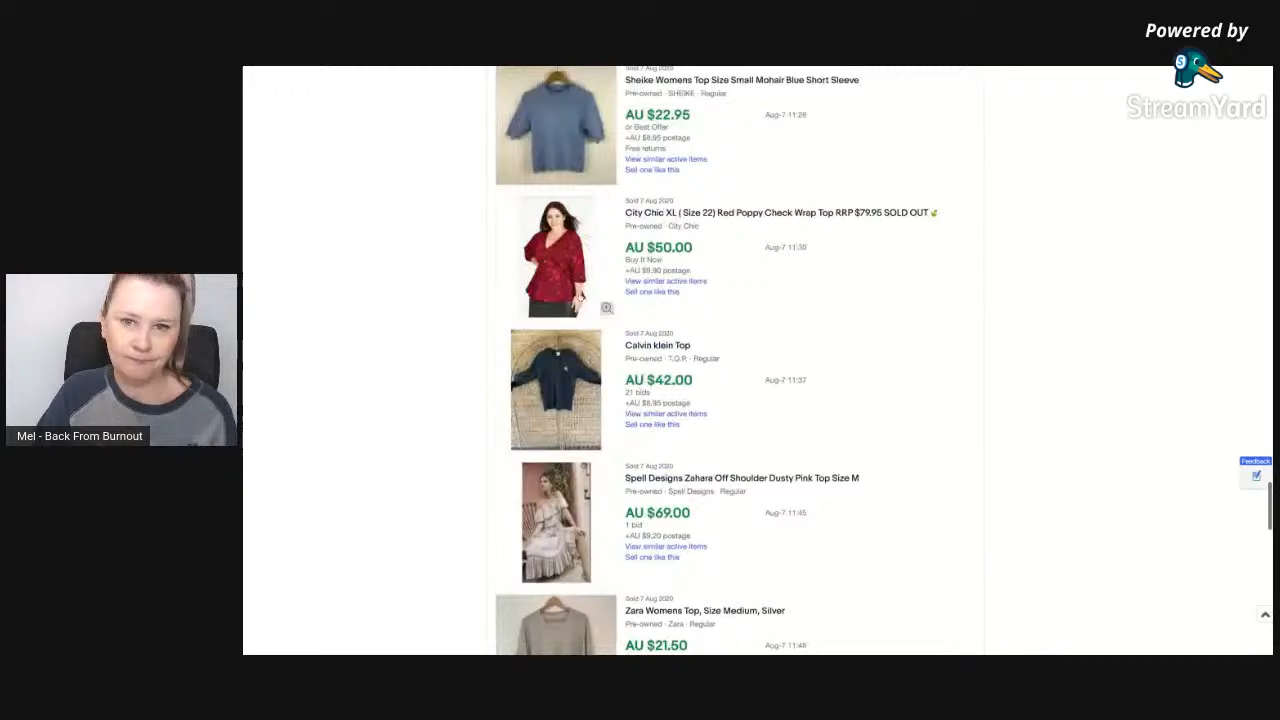 Powered by
StreamYard
Sold 7 Aug 2020
Sheike Womens Top Size Small Mohair Blue Short Sleeve
Pre-owned · SHEIKE · Regular
AU $22.95
Aug-7 11:28
or Best Offer
+AU $8.95 postage
Free returns
View similar active items
Sell one like this
Sold 7 Aug 2020
City Chic XL ( Size 22) Red Poppy Check Wrap Top RRP $79.95 SOLD OUT
Pre-owned · City Chic
AU $50.00
Aug-7 11:30
Buy It Now
+AU $9.90 postage
View similar active items
Sell one like this
Sold 7 Aug 2020
Calvin klein Top
Pre-owned · T.O.P. · Regular
AU $42.00
Aug-7 11:37
21 bids
+AU $8.95 postage
View similar active items
Sell one like this
Sold 7 Aug 2020
Spell Designs Zahara Off Shoulder Dusty Pink Top Size M
Pre-owned · Spell Designs · Regular
AU $69.00
Aug-7 11:45
1 bid
+AU $9.20 postage
View similar active items
Sell one like this
Sold 7 Aug 2020
Zara Womens Top, Size Medium, Silver
Pre-owned · Zara · Regular
AU $21.50
Aug-7 11:48
Mel - Back From Burnout
Feedback